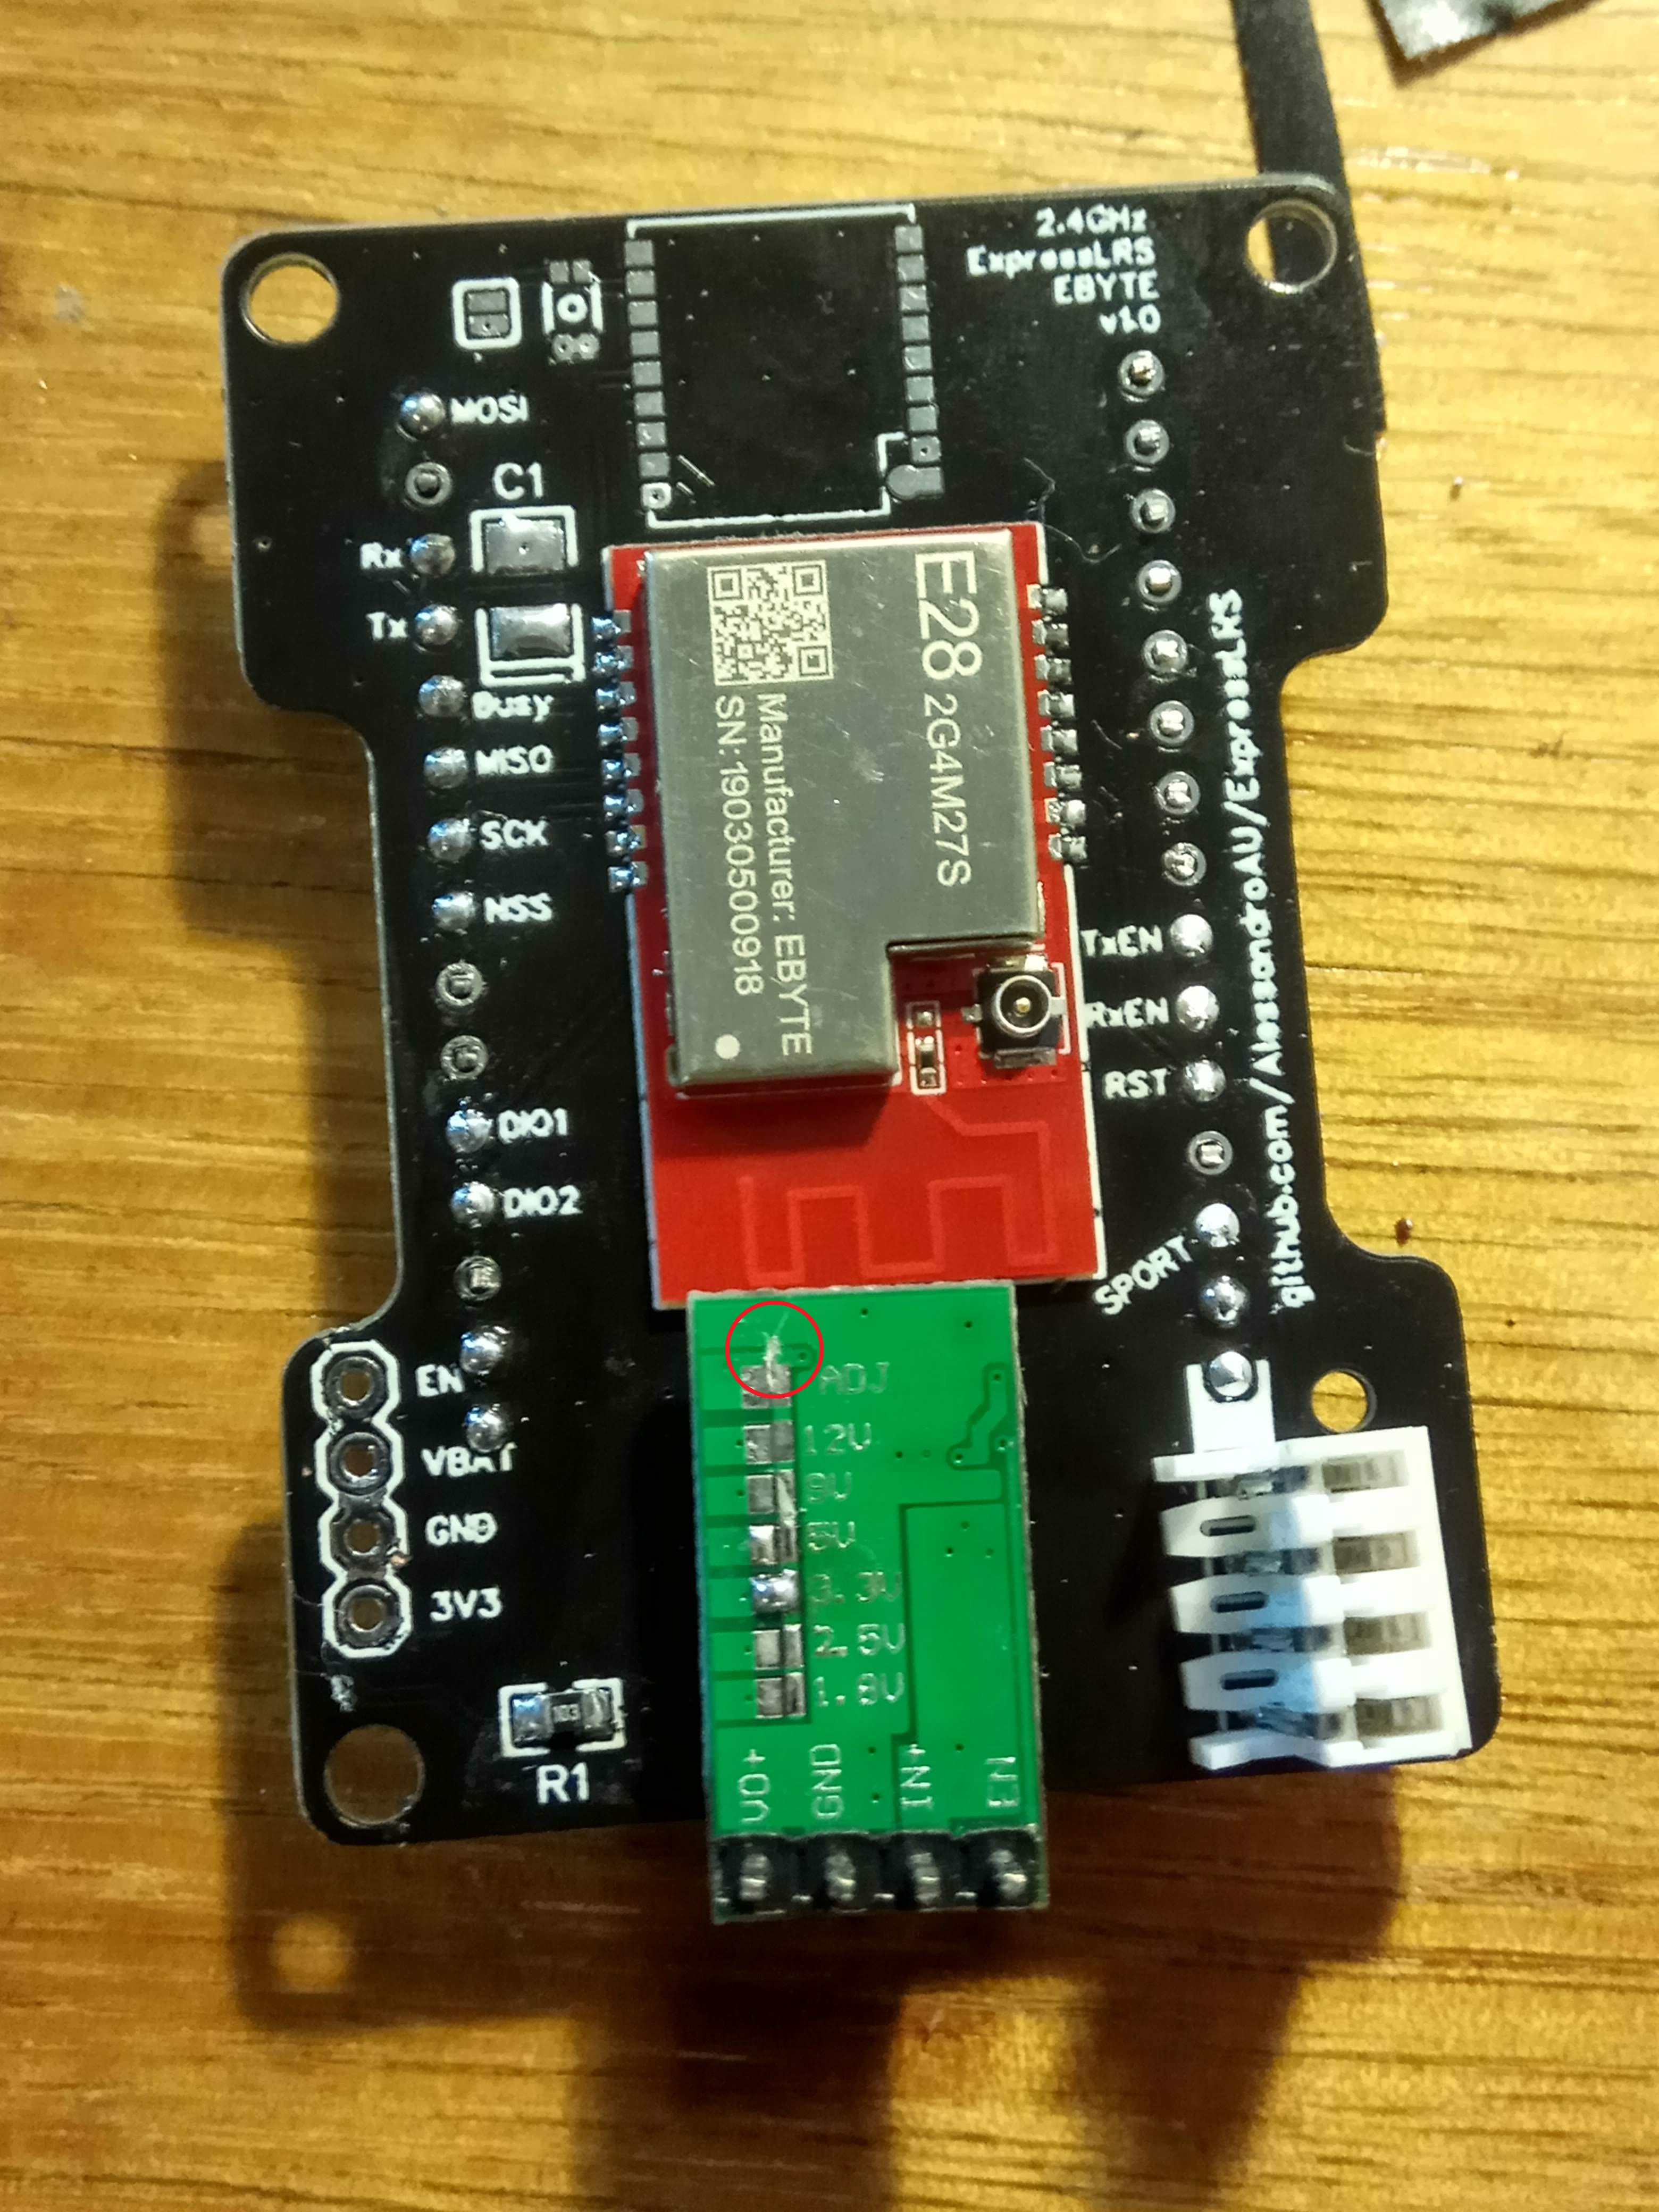 2.4GHz
ExpressLRS
EBYTE
v1.0
MOSI
C1
Rx
Tx
Busy
MISO
SCK
NSS
DIO1
DIO2
E28 2G4M27S
Manufacturer: EBYTE
SN:19030500918
TxEN
RxEN
RST
SPORT
github.com/AlessandroAU/ExpressLRS
EN
VBAT
GND
3V3
ADJ
12V
9V
5V
3.3V
2.5V
1.8V
VO+
GND
IN+
EN
103
R1